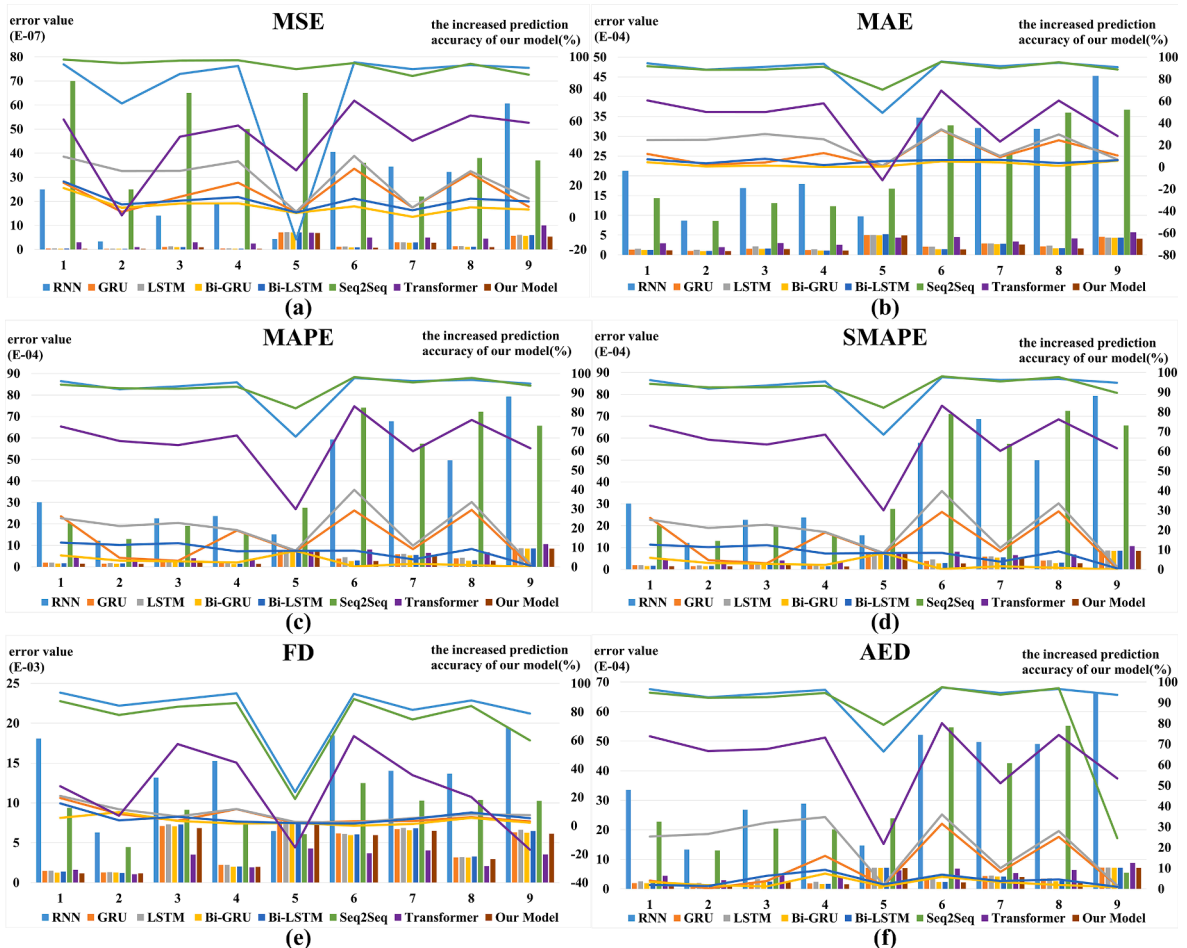 error value
(E-07)
MSE
the increased prediction
accuracy of our model(%)
80
70
60
50
40
30
20
10
0
100
80
60
40
20
0
-20
1 2 3 4 5 6 7 8 9
RNN GRU LSTM Bi-GRU Bi-LSTM Seq2Seq Transformer Our Model
(a)
error value
(E-04)
MAE
the increased prediction
accuracy of our model(%)
50
45
40
35
30
25
20
15
10
5
0
100
80
60
40
20
0
-20
-40
-60
-80
1 2 3 4 5 6 7 8 9
RNN GRU LSTM Bi-GRU Bi-LSTM Seq2Seq Transformer Our Model
(b)
error value
(E-04)
MAPE
the increased prediction
accuracy of our model(%)
90
80
70
60
50
40
30
20
10
0
100
90
80
70
60
50
40
30
20
10
0
1 2 3 4 5 6 7 8 9
RNN GRU LSTM Bi-GRU Bi-LSTM Seq2Seq Transformer Our Model
(c)
error value
(E-04)
SMAPE
the increased prediction
accuracy of our model(%)
90
80
70
60
50
40
30
20
10
0
100
90
80
70
60
50
40
30
20
10
0
1 2 3 4 5 6 7 8 9
RNN GRU LSTM Bi-GRU Bi-LSTM Seq2Seq Transformer Our Model
(d)
error value
(E-03)
FD
the increased prediction
accuracy of our model(%)
25
20
15
10
5
0
100
80
60
40
20
0
-20
-40
1 2 3 4 5 6 7 8 9
RNN GRU LSTM Bi-GRU Bi-LSTM Seq2Seq Transformer Our Model
(e)
error value
(E-04)
AED
the increased prediction
accuracy of our model(%)
70
60
50
40
30
20
10
0
100
90
80
70
60
50
40
30
20
10
0
1 2 3 4 5 6 7 8 9
RNN GRU LSTM Bi-GRU Bi-LSTM Seq2Seq Transformer Our Model
(f)